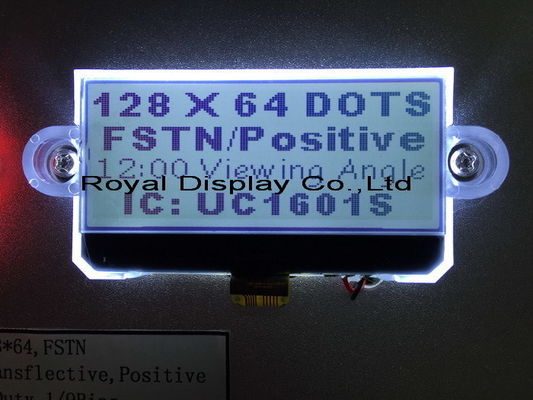 128 X 64 DOTS
FSTN/Positive
12:00 Viewing Angle
Royal Display Co.,Ltd
IC: UC1601S
*64,FSTN
ansflective,Positive